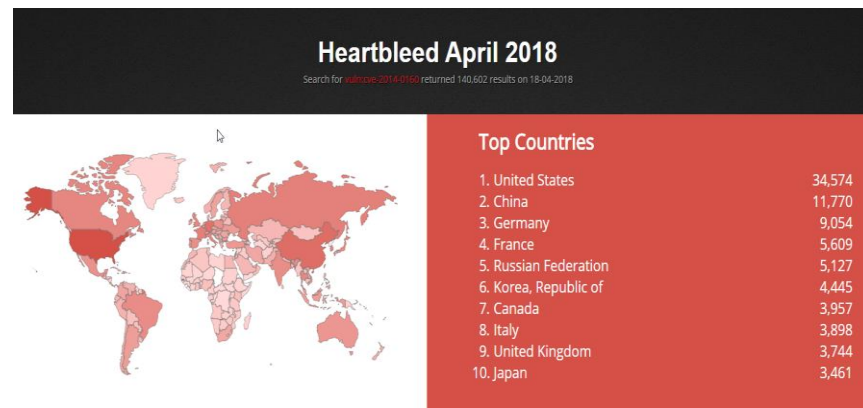 Heartbleed April 2018
Search for vuln:cve-2014-0160 returned 140,602 results on 18-04-2018
Top Countries
1. United States 34,574
2. China 11,770
3. Germany 9,054
4. France 5,609
5. Russian Federation 5,127
6. Korea, Republic of 4,445
7. Canada 3,957
8. Italy 3,898
9. United Kingdom 3,744
10. Japan 3,461